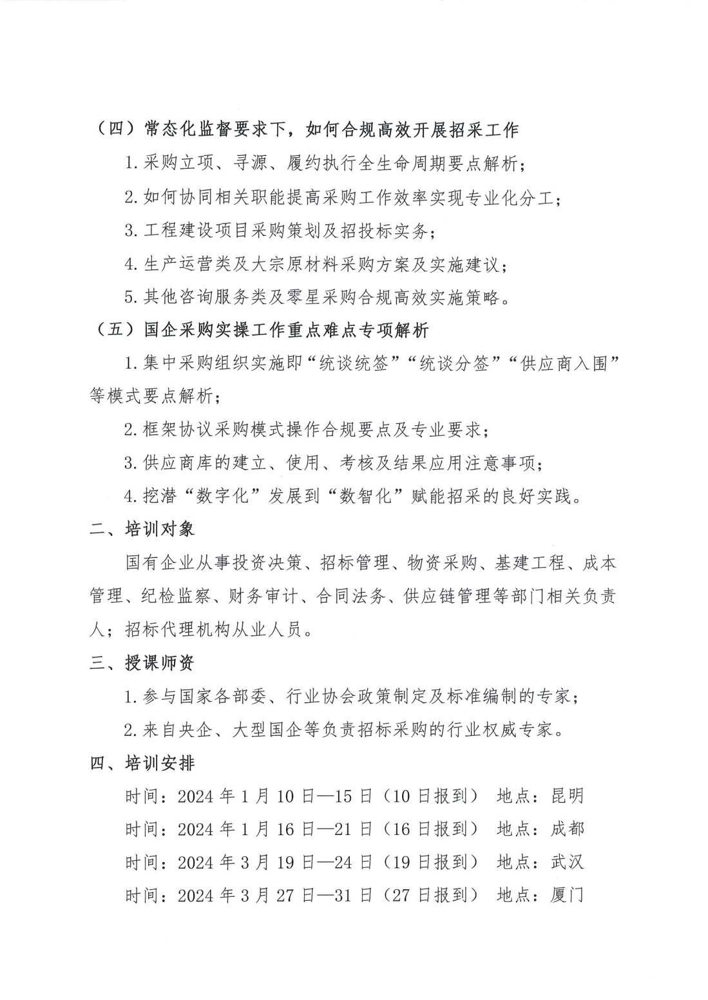 （四）常态化监督要求下，如何合规高效开展招采工作
1.采购立项、寻源、履约执行全生命周期要点解析；
2.如何协同相关职能提高采购工作效率实现专业化分工；
3.工程建设项目采购策划及招投标实务；
4.生产运营类及大宗原材料采购方案及实施建议；
5.其他咨询服务类及零星采购合规高效实施策略。
（五）国企采购实操工作重点难点专项解析
1.集中采购组织实施即“统谈统签”“统谈分签”“供应商入围”
等模式要点解析；
2.框架协议采购模式操作合规要点及专业要求；
3.供应商库的建立、使用、考核及结果应用注意事项；
4.挖潜“数字化”发展到“数智化”赋能招采的良好实践。
二、培训对象
国有企业从事投资决策、招标管理、物资采购、基建工程、成本
管理、纪检监察、财务审计、合同法务、供应链管理等部门相关负责
人；招标代理机构从业人员。
三、授课师资
1.参与国家各部委、行业协会政策制定及标准编制的专家；
2.来自央企、大型国企等负责招标采购的行业权威专家。
四、培训安排
时间：2024 年 1 月 10 日—15 日（10 日报到） 地点：昆明
时间：2024 年 1 月 16 日—21 日（16 日报到） 地点：成都
时间：2024 年 3 月 19 日—24 日（19 日报到） 地点：武汉
时间：2024 年 3 月 27 日—31 日（27 日报到） 地点：厦门